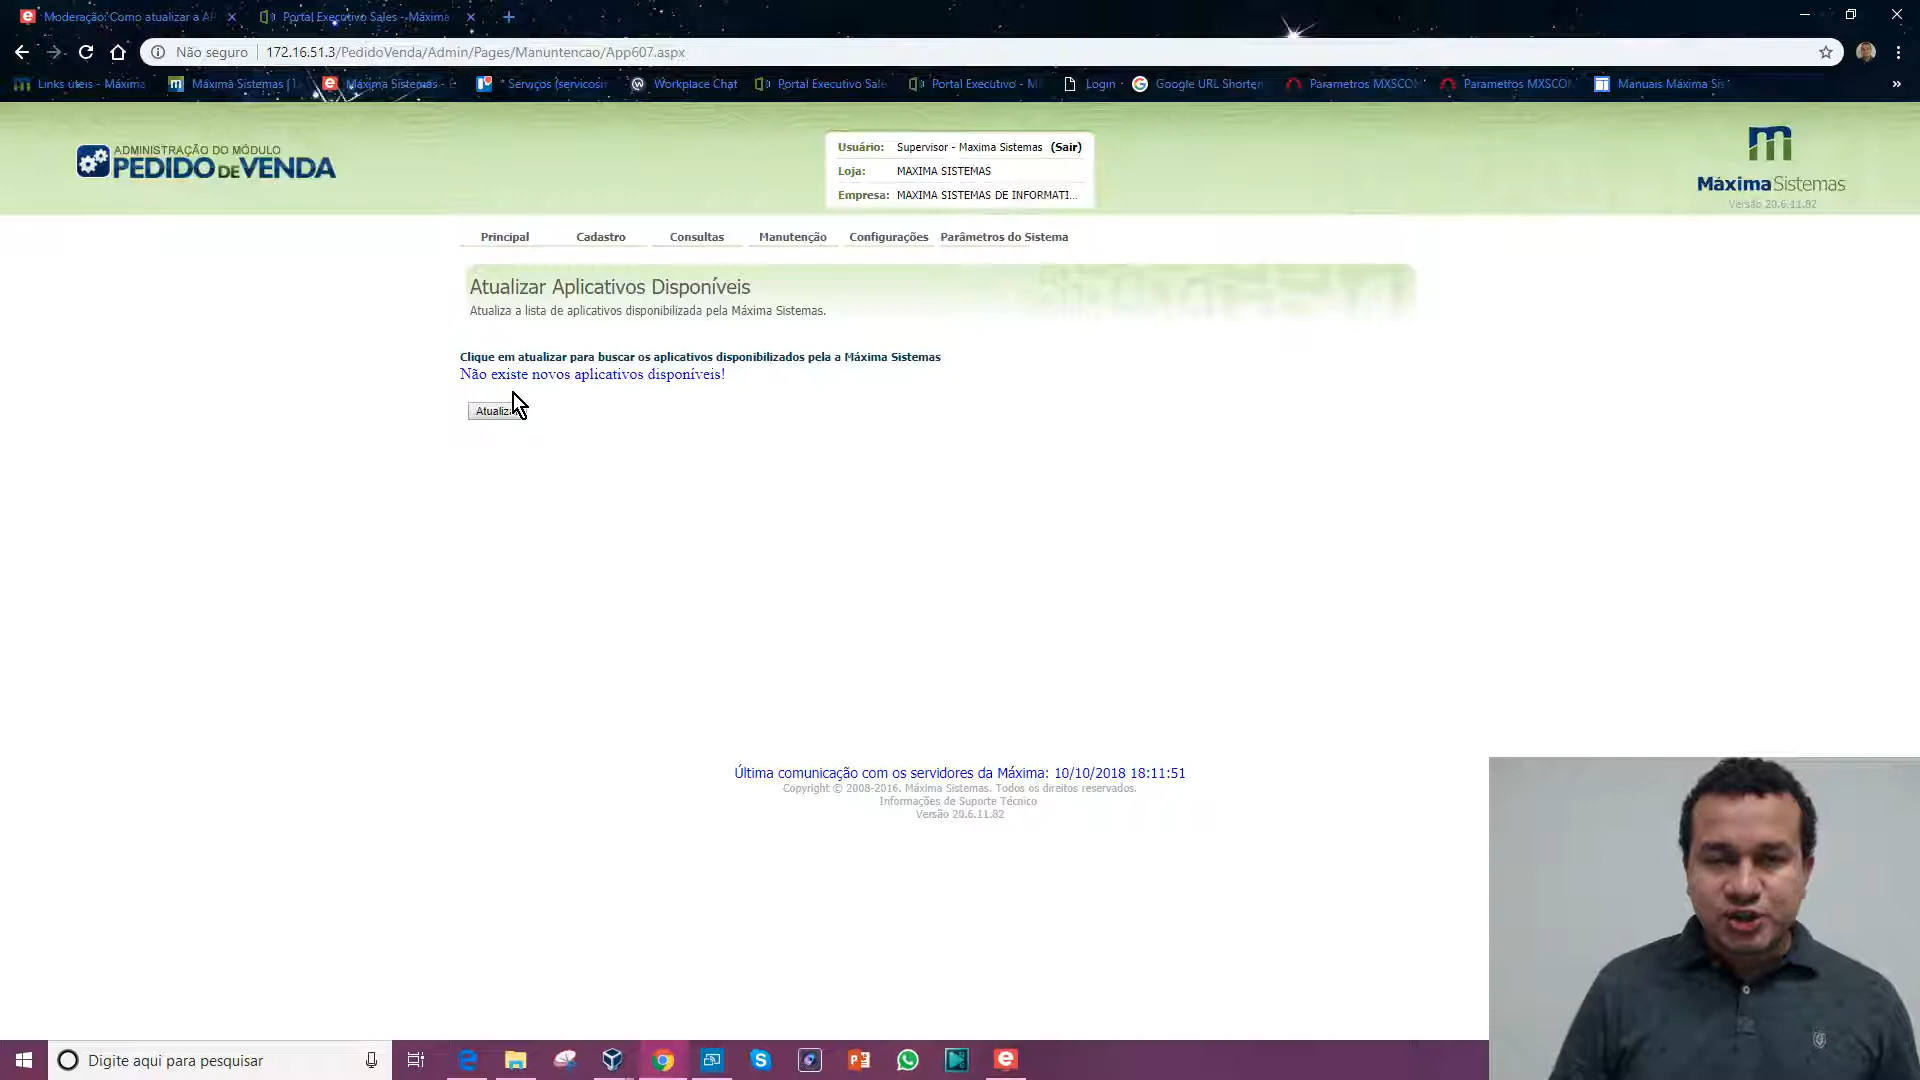 Moderação: Como atualizar a AP
Portal Executivo Sales - Máxima
Não seguro
172.16.51.3/PedidoVenda/Admin/Pages/Manuntencao/App607.aspx
Links úteis - Máxima
Máxima Sistemas |
Máxima Sistemas - E
* Serviços (servicosm
Workplace Chat
Portal Executivo Sale
Portal Executivo - M
Login
Google URL Shorten
Parametros MXSCO
Parametros MXSCO
Manuais Máxima Sis
ADMINISTRAÇÃO DO MÓDULO
PEDIDO DE VENDA
Usuário: Supervisor - Maxima Sistemas (Sair)
Loja: MAXIMA SISTEMAS
Empresa: MAXIMA SISTEMAS DE INFORMATI...
MáximaSistemas
Versão 20.6.11.82
Principal
Cadastro
Consultas
Manutenção
Configurações
Parâmetros do Sistema
Atualizar Aplicativos Disponíveis
Atualiza a lista de aplicativos disponibilizada pela Máxima Sistemas.
Clique em atualizar para buscar os aplicativos disponibilizados pela a Máxima Sistemas
Não existe novos aplicativos disponíveis!
Atualiza
Última comunicação com os servidores da Máxima: 10/10/2018 18:11:51
Copyright © 2008-2016. Máxima Sistemas. Todos os direitos reservados.
Informações de Suporte Técnico
Versão 20.6.11.82
Digite aqui para pesquisar